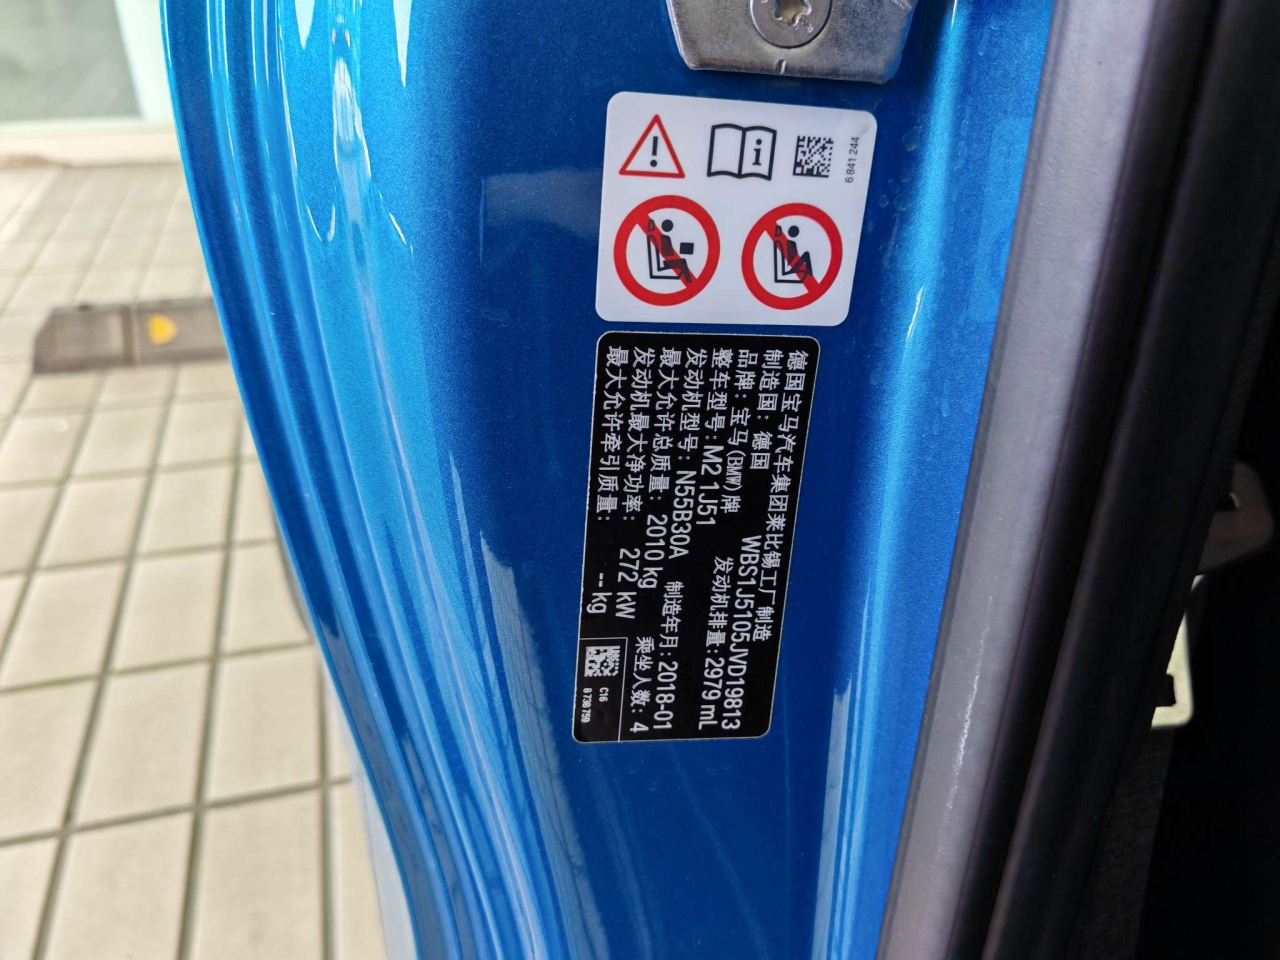 6 841 244
德国宝马汽车集团莱比锡工厂制造
制造国：德国 WBS1J5105JVD19813
品牌：宝马(BMW)牌 发动机排量：2979 ml
整车型号：M21J51
发动机型号：N55B30A 制造年月：2018-01
最大允许总质量：2010 kg 乘坐人数：4
发动机最大净功率：272 kW
最大允许牵引质量：-- kg
C16
8 736 759